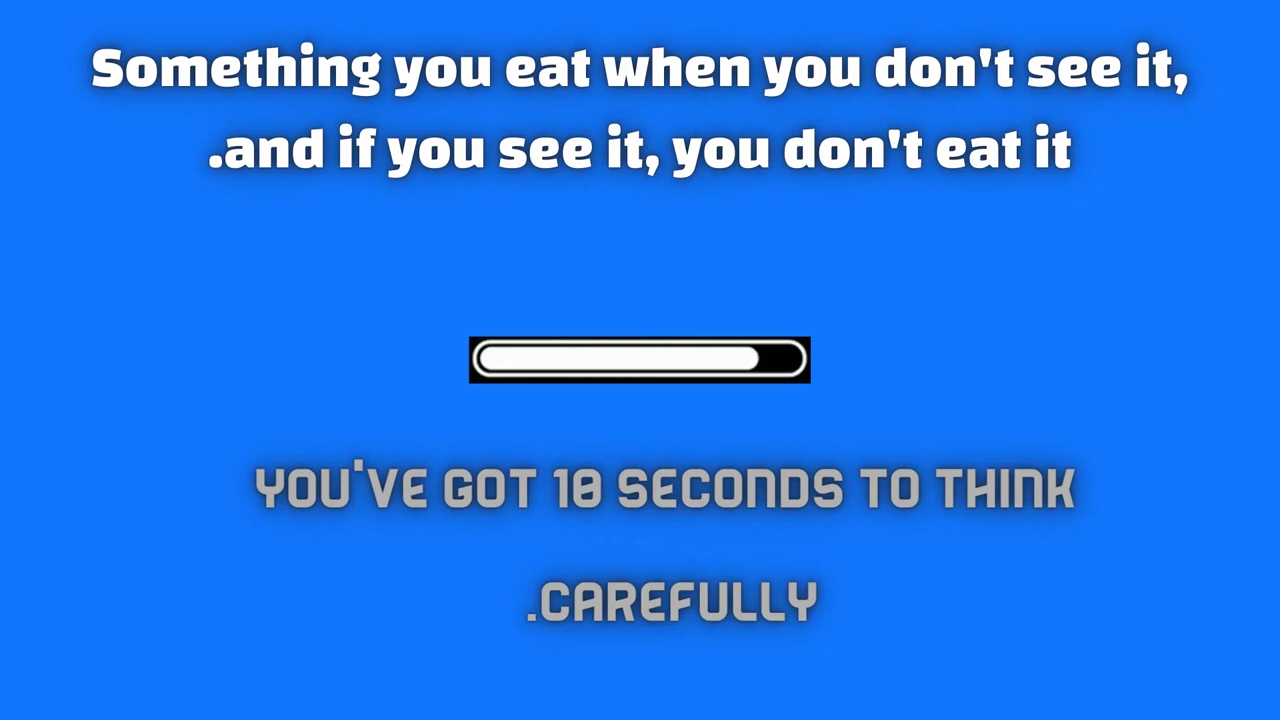 Something you eat when you don't see it,
.and if you see it, you don't eat it
YOU'VE GOT 10 SECONDS TO THINK
.CAREFULLY